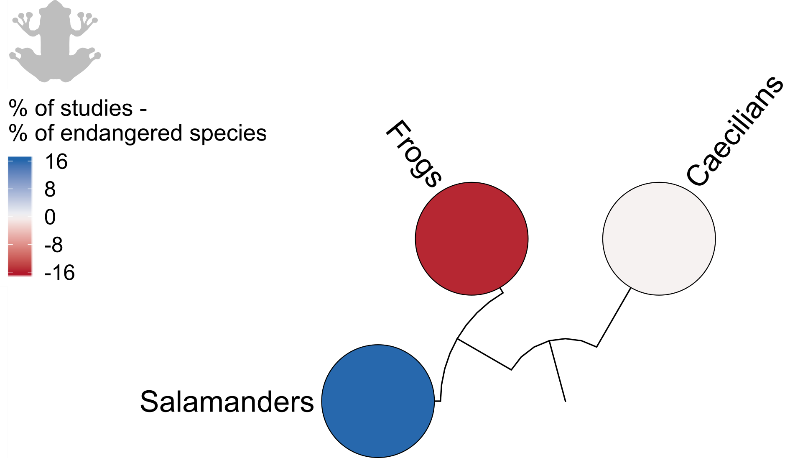 % of studies -
% of endangered species
16
8
0
-8
-16
Frogs
Caecilians
Salamanders